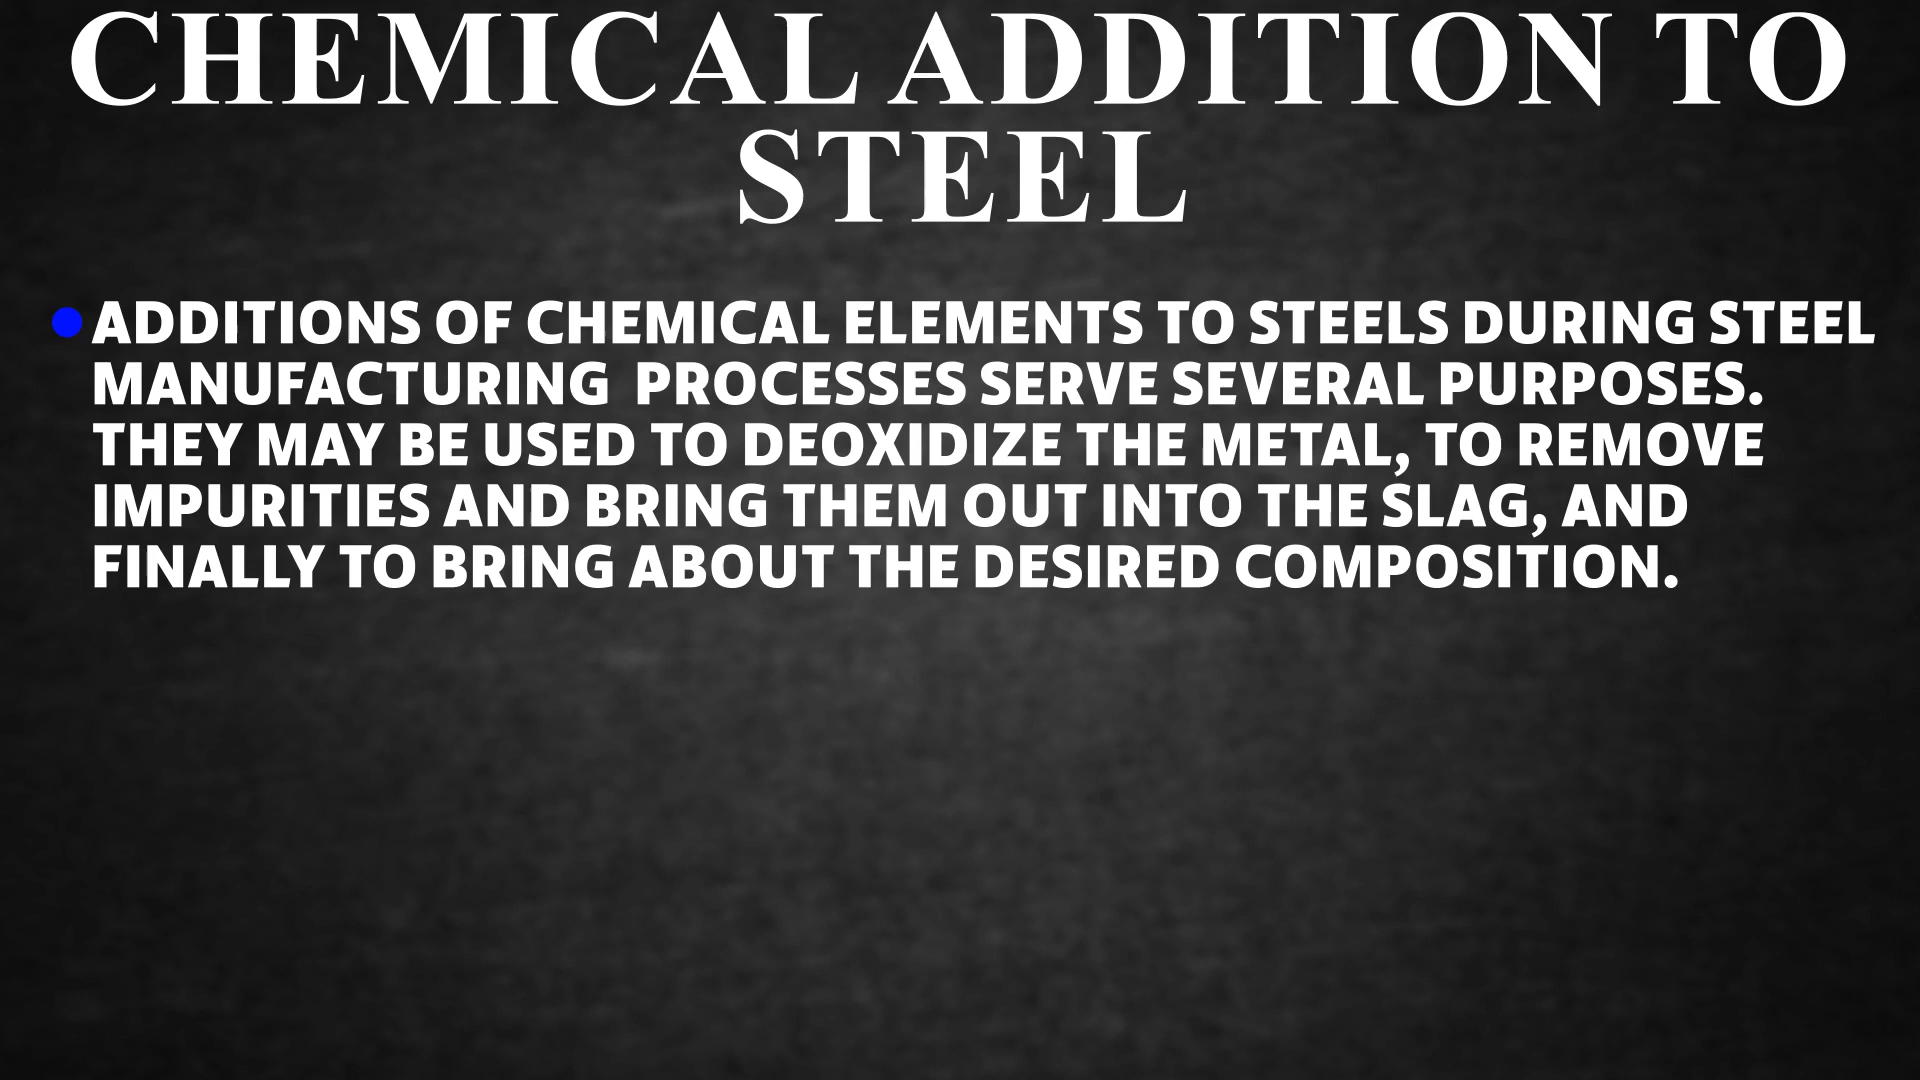 CHEMICAL ADDITION TO
STEEL
ADDITIONS OF CHEMICAL ELEMENTS TO STEELS DURING STEEL
MANUFACTURING  PROCESSES SERVE SEVERAL PURPOSES.
THEY MAY BE USED TO DEOXIDIZE THE METAL, TO REMOVE
IMPURITIES AND BRING THEM OUT INTO THE SLAG, AND
FINALLY TO BRING ABOUT THE DESIRED COMPOSITION.